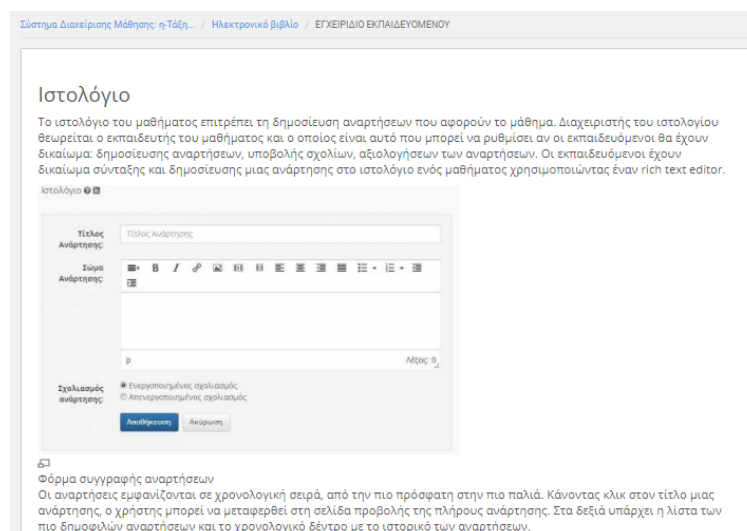 Σύστημα Διαχείρισης Μάθησης: η-Τάξη... / Ηλεκτρονικό βιβλίο / ΕΓΧΕΙΡΙΔΙΟ ΕΚΠΑΙΔΕΥΟΜΕΝΟΥ
Ιστολόγιο
Το ιστολόγιο του μαθήματος επιτρέπει τη δημοσίευση αναρτήσεων που αφορούν το μάθημα. Διαχειριστής του ιστολογίου
θεωρείται ο εκπαιδευτής του μαθήματος και ο οποίος είναι αυτό που μπορεί να ρυθμίσει αν οι εκπαιδευόμενοι θα έχουν
δικαίωμα: δημοσίευσης αναρτήσεων, υποβολής σχολίων, αξιολογήσεων των αναρτήσεων. Οι εκπαιδευόμενοι έχουν
δικαίωμα σύνταξης και δημοσίευσης μιας ανάρτησης στο ιστολόγιο ενός μαθήματος χρησιμοποιώντας έναν rich text editor.
Ιστολόγιο
Τίτλος Ανάρτησης:
Τίτλος Ανάρτησης
Σώμα Ανάρτησης:
p
Λέξεις: 0
Σχολιασμός ανάρτησης:
Ενεργοποιημένος σχολιασμός
Απενεργοποιημένος σχολιασμός
Αποθήκευση Ακύρωση
Φόρμα συγγραφής αναρτήσεων
Οι αναρτήσεις εμφανίζονται σε χρονολογική σειρά, από την πιο πρόσφατη στην πιο παλιά. Κάνοντας κλικ στον τίτλο μιας
ανάρτησης, ο χρήστης μπορεί να μεταφερθεί στη σελίδα προβολής της πλήρους ανάρτησης. Στα δεξιά υπάρχει η λίστα των
πιο δημοφιλών αναρτήσεων και το χρονολογικό δέντρο με το ιστορικό των αναρτήσεων.